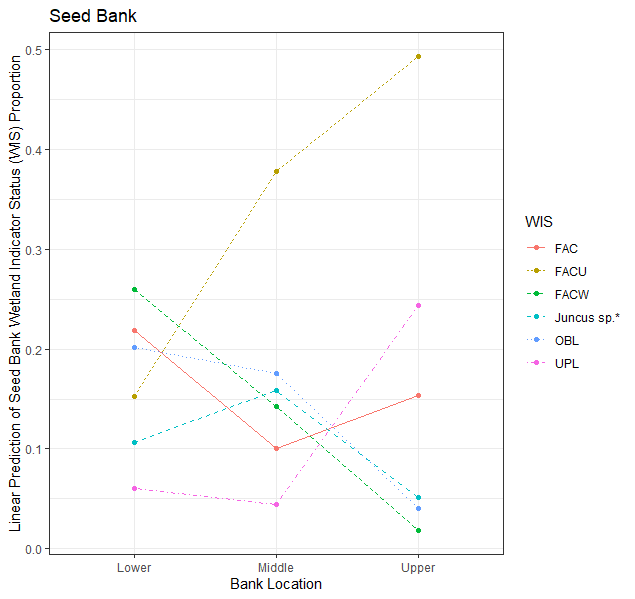 Seed Bank
Linear Prediction of Seed Bank Wetland Indicator Status (WIS) Proportion
0.5
0.4
0.3
0.2
0.1
0.0
Lower Middle Upper
Bank Location
WIS
FAC
FACU
FACW
Juncus sp.*
OBL
UPL